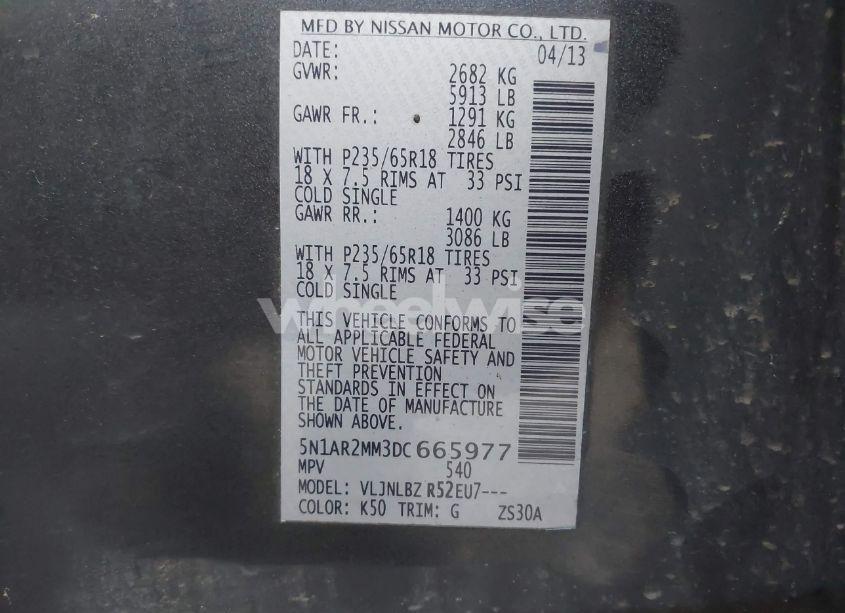 MFD BY NISSAN MOTOR CO., LTD.
DATE: 04/13
GVWR: 2682 KG
5913 LB
GAWR FR.: 1291 KG
2846 LB
WITH P235/65R18 TIRES
18 X 7.5 RIMS AT 33 PSI
COLD SINGLE
GAWR RR.: 1400 KG
3086 LB
WITH P235/65R18 TIRES
18 X 7.5 RIMS AT 33 PSI
COLD SINGLE
wheelwise
THIS VEHICLE CONFORMS TO
ALL APPLICABLE FEDERAL
MOTOR VEHICLE SAFETY AND
THEFT PREVENTION
STANDARDS IN EFFECT ON
THE DATE OF MANUFACTURE
SHOWN ABOVE.
5N1AR2MM3DC665977
MPV 540
MODEL: VLJNLBZ R52EU7---
COLOR: K50 TRIM: G ZS30A